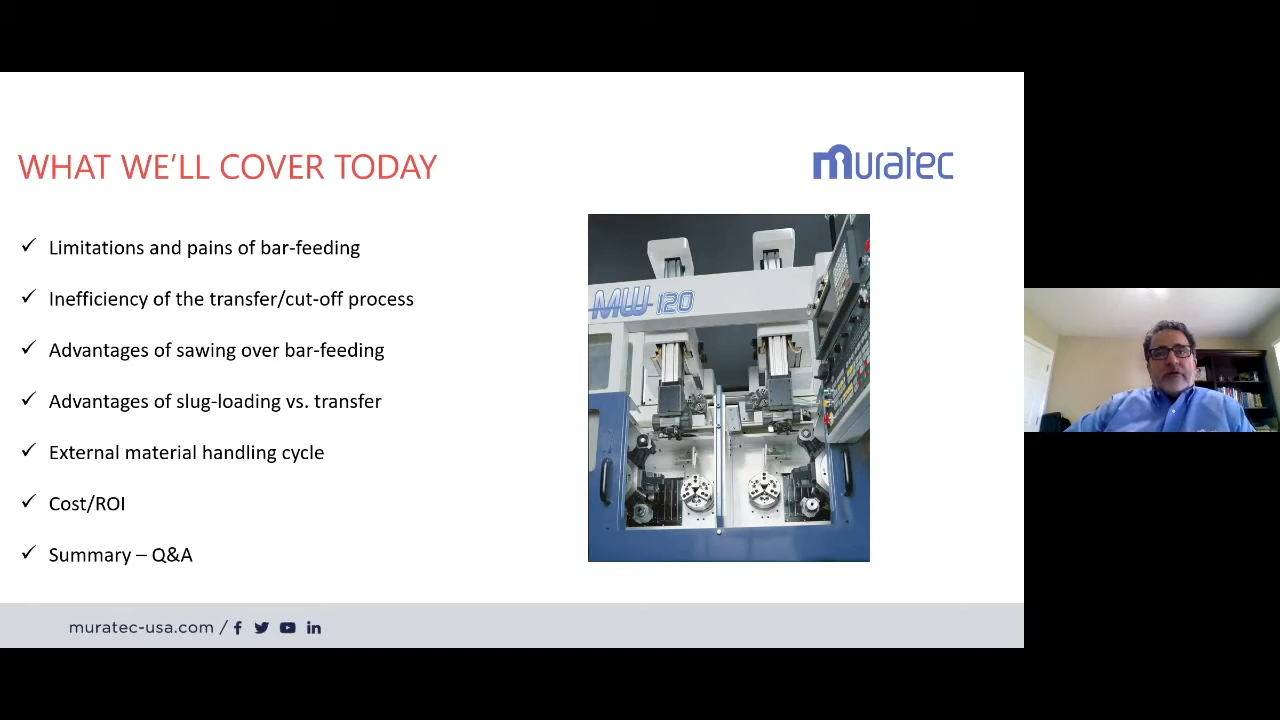 WHAT WE'LL COVER TODAY
muratec
✓ Limitations and pains of bar-feeding
✓ Inefficiency of the transfer/cut-off process
✓ Advantages of sawing over bar-feeding
✓ Advantages of slug-loading vs. transfer
✓ External material handling cycle
✓ Cost/ROI
✓ Summary – Q&A
MW 120
muratec-usa.com /